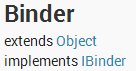 Binder
extends Object
implements IBinder